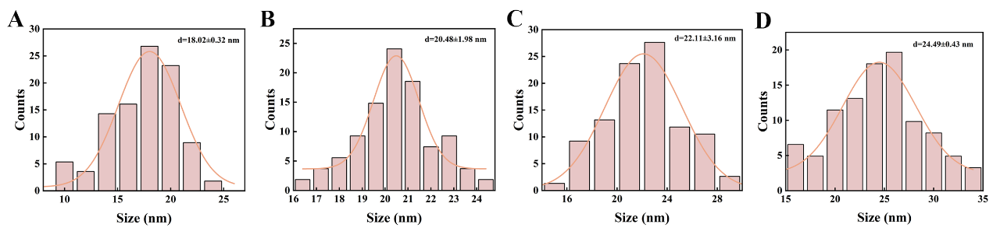 A
d=18.02±0.32 nm
Counts
30
25
20
15
10
5
0
10 15 20 25
Size (nm)
B
d=20.48±1.98 nm
Counts
25
20
15
10
5
0
16 17 18 19 20 21 22 23 24
Size (nm)
C
d=22.11±3.16 nm
Counts
30
25
20
15
10
5
0
16 20 24 28
Size (nm)
D
d=24.49±0.43 nm
Counts
20
15
10
5
0
15 20 25 30 35
Size (nm)